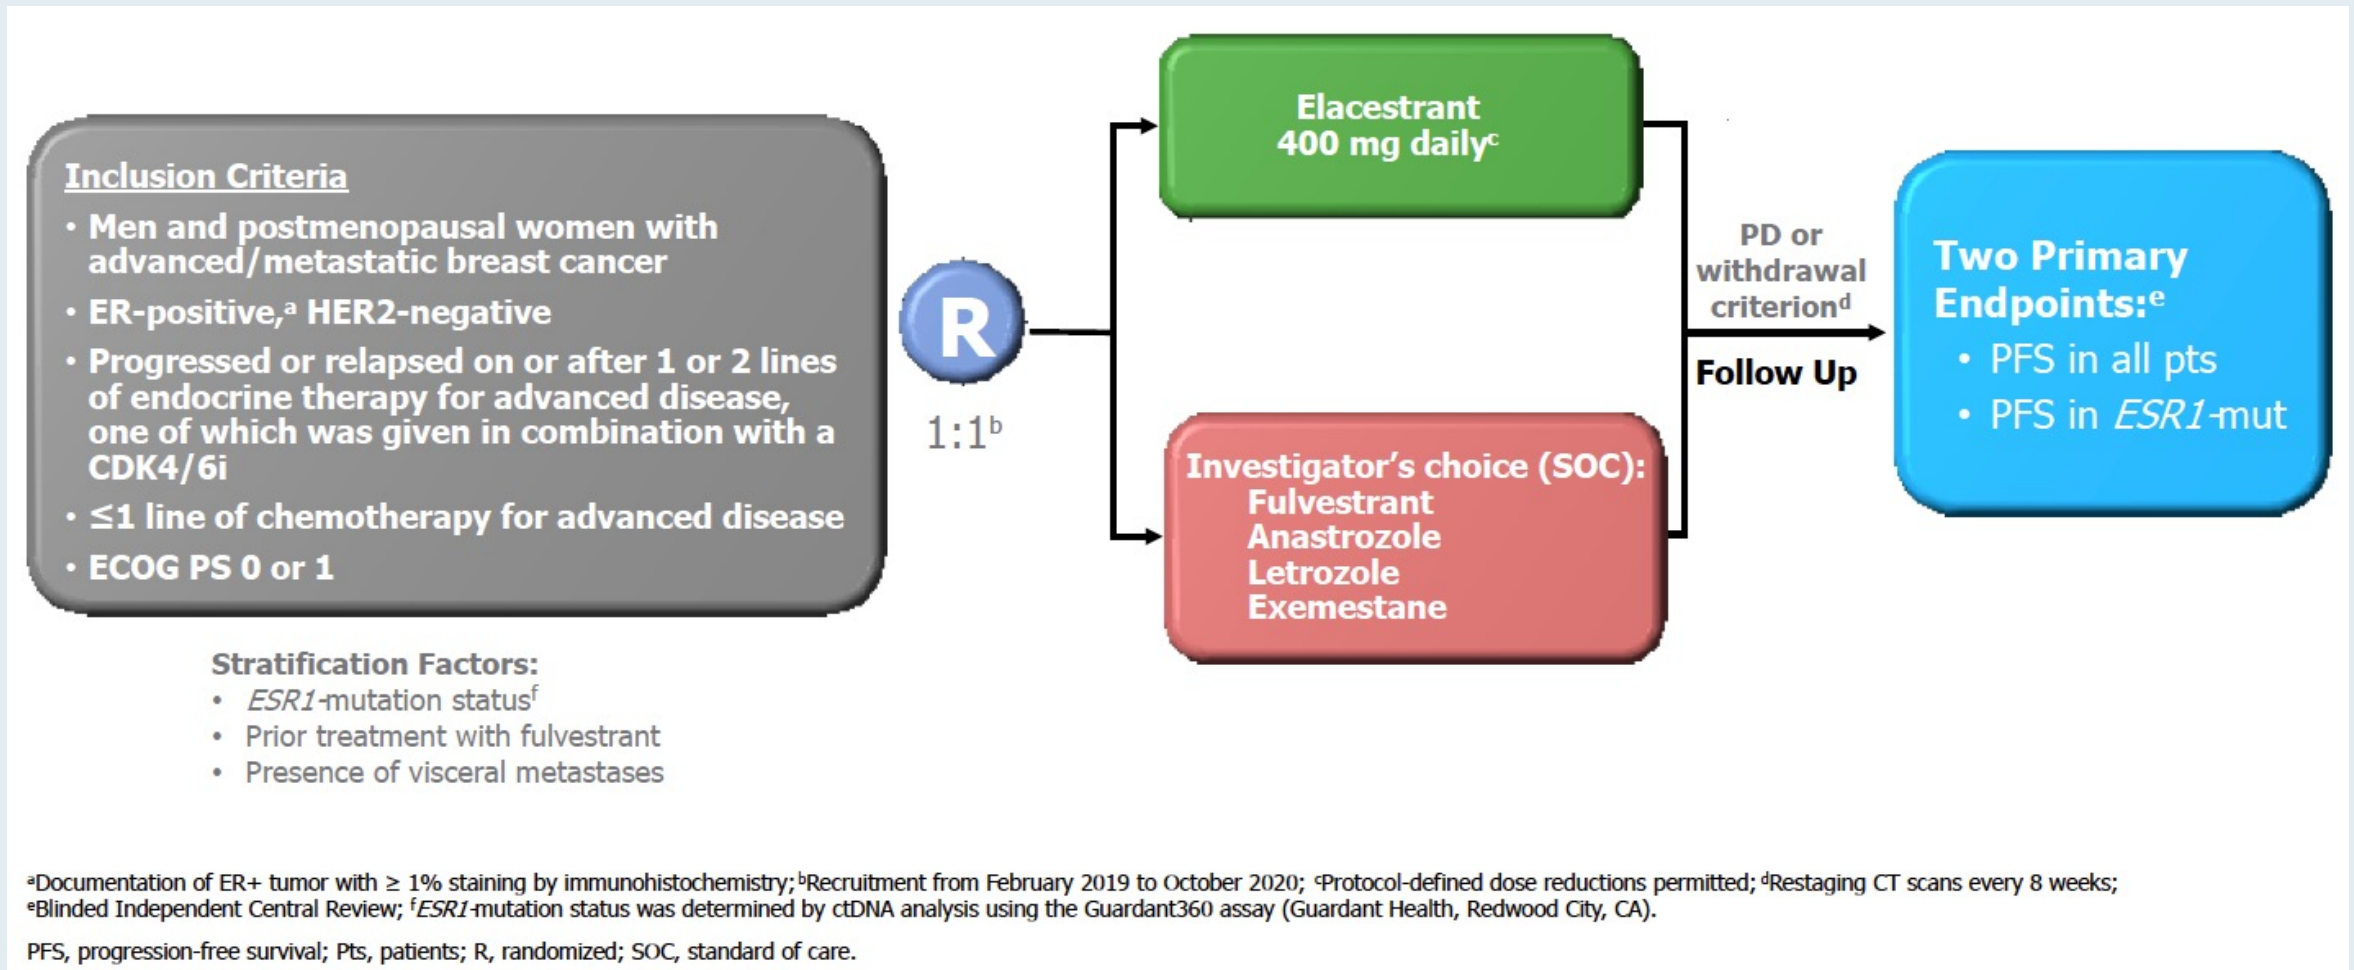 Inclusion Criteria
• Men and postmenopausal women with
advanced/metastatic breast cancer
• ER-positive,ᵃ HER2-negative
• Progressed or relapsed on or after 1 or 2 lines
of endocrine therapy for advanced disease,
one of which was given in combination with a
CDK4/6i
• ≤1 line of chemotherapy for advanced disease
• ECOG PS 0 or 1
Stratification Factors:
• ESR1-mutation statusᶠ
• Prior treatment with fulvestrant
• Presence of visceral metastases
R
1:1ᵇ
Elacestrant
400 mg dailyᶜ
Investigator’s choice (SOC):
Fulvestrant
Anastrozole
Letrozole
Exemestane
PD or
withdrawal
criterionᵈ
Follow Up
Two Primary
Endpoints:ᵉ
• PFS in all pts
• PFS in ESR1-mut
ᵃDocumentation of ER+ tumor with ≥ 1% staining by immunohistochemistry; ᵇRecruitment from February 2019 to October 2020; ᶜProtocol-defined dose reductions permitted; ᵈRestaging CT scans every 8 weeks;
ᵉBlinded Independent Central Review; ᶠESR1-mutation status was determined by ctDNA analysis using the Guardant360 assay (Guardant Health, Redwood City, CA).
PFS, progression-free survival; Pts, patients; R, randomized; SOC, standard of care.